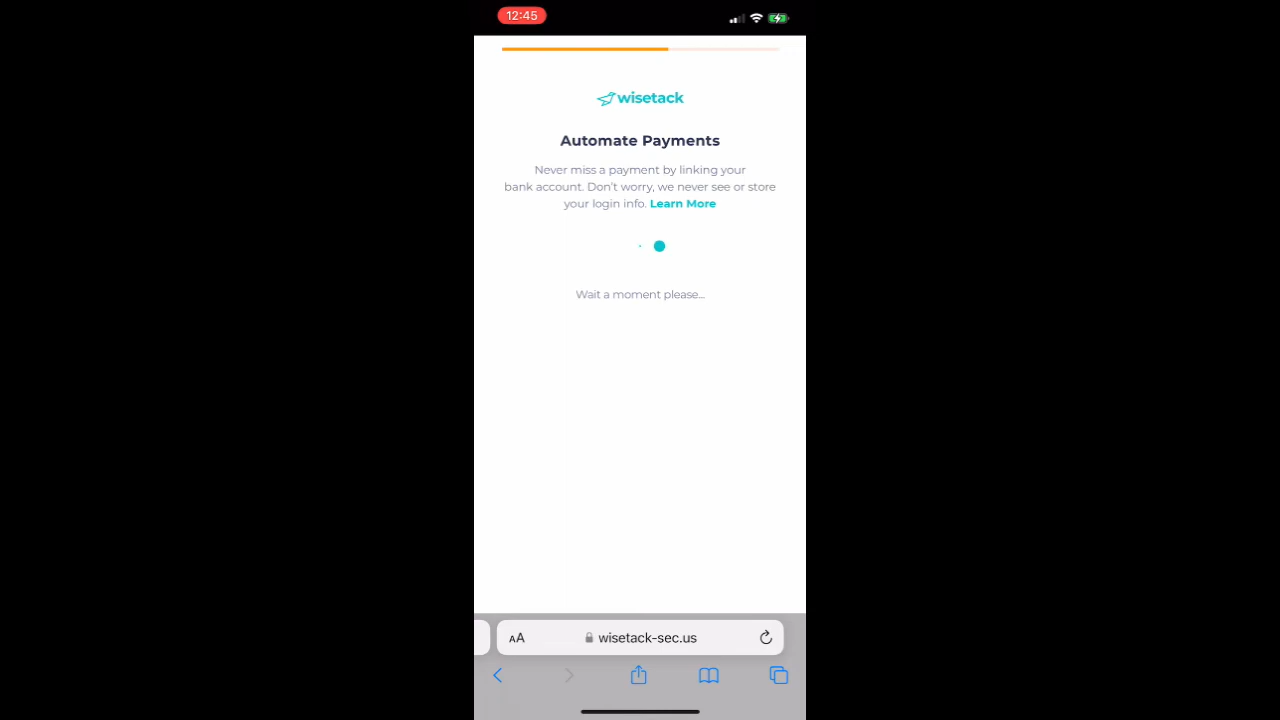 12:45
wisetack
Automate Payments
Never miss a payment by linking your
bank account. Don't worry, we never see or store
your login info. Learn More
Wait a moment please...
AA
wisetack-sec.us